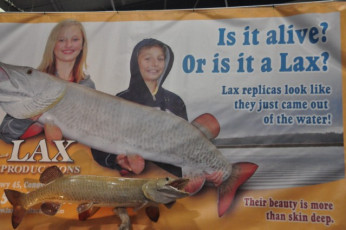 Is it alive?
Or is it a Lax?
Lax replicas look like
they just came out
of the water!
LAX
Their beauty is more
than skin deep.